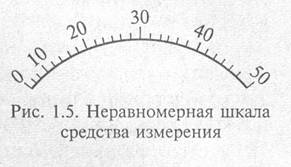 0 10 20 30 40 50
Рис. 1.5. Неравномерная шкала
средства измерения